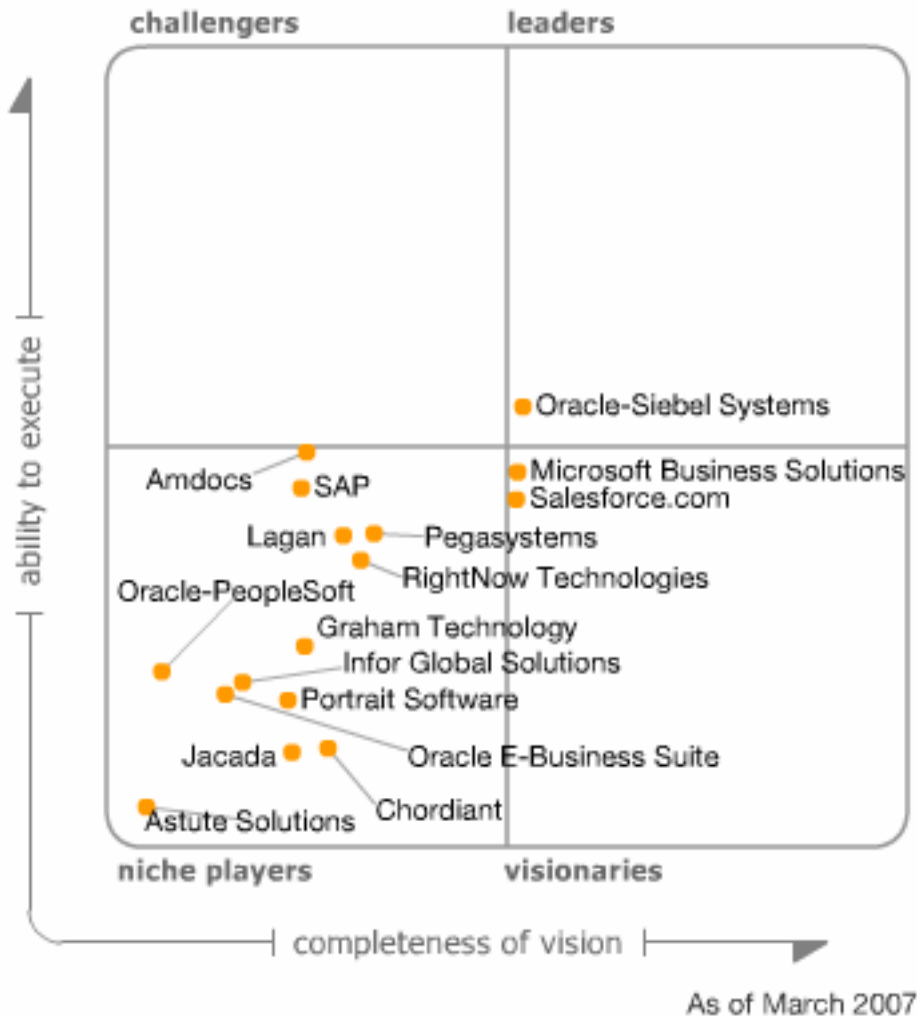 challengers
leaders
ability to execute
Oracle-Siebel Systems
Amdocs
Microsoft Business Solutions
SAP
Salesforce.com
Lagan
Pegasystems
RightNow Technologies
Oracle-PeopleSoft
Graham Technology
Infor Global Solutions
Portrait Software
Jacada
Oracle E-Business Suite
Chordiant
Astute Solutions
niche players
visionaries
completeness of vision
As of March 2007